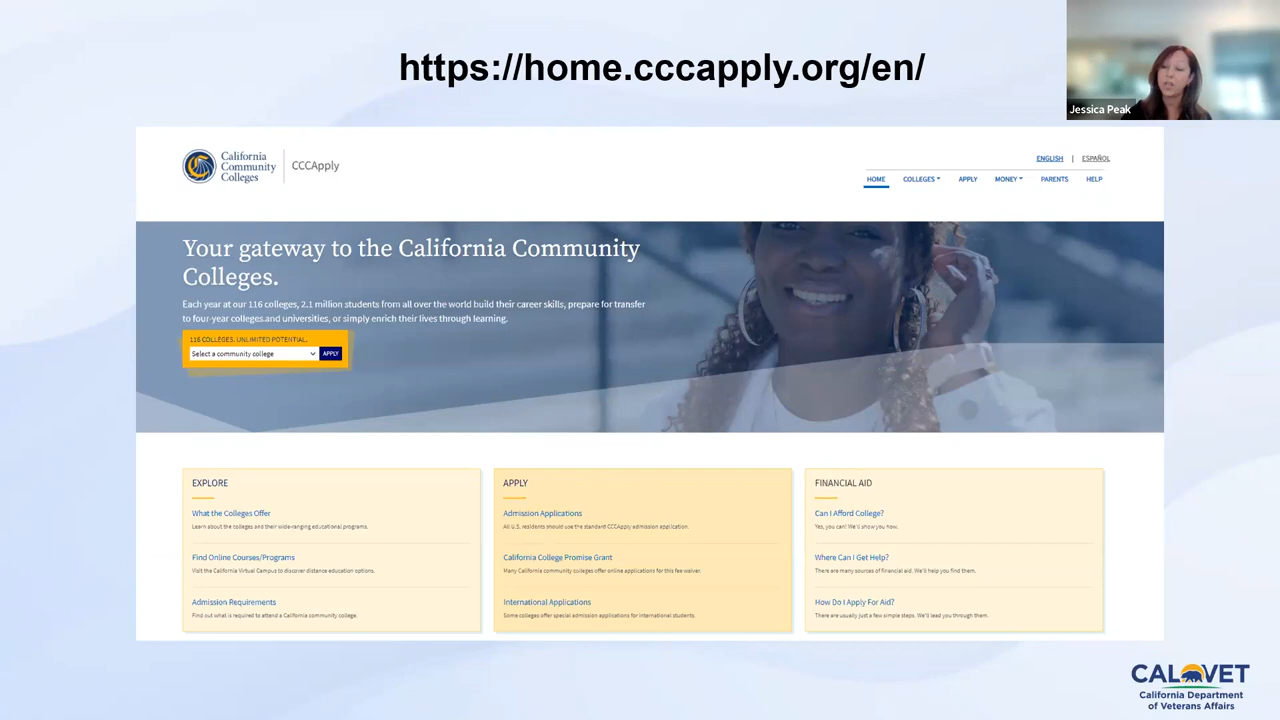 https://home.cccapply.org/en/
Jessica Peak
California
Community
Colleges
CCCApply
ENGLISH | ESPAÑOL
HOME COLLEGES APPLY MONEY PARENTS HELP
Your gateway to the California Community
Colleges.
Each year at our 116 colleges, 2.1 million students from all over the world build their career skills, prepare for transfer
to four-year colleges and universities, or simply enrich their lives through learning.
116 COLLEGES. UNLIMITED POTENTIAL.
Select a community college APPLY
EXPLORE
What the Colleges Offer
Learn about the colleges and their wide-ranging educational programs.
Find Online Courses/Programs
Visit the California Virtual Campus to discover distance education options.
Admission Requirements
Find out what is required to attend a California community college.
APPLY
Admission Applications
All U.S. residents should use the standard CCCApply admission application.
California College Promise Grant
Many California community colleges offer online applications for this fee waiver.
International Applications
Some colleges offer special admission applications for international students.
FINANCIAL AID
Can I Afford College?
Yes, you can! We'll show you how.
Where Can I Get Help?
There are many sources of financial aid. We'll help you find them.
How Do I Apply For Aid?
There are usually just a few simple steps. We'll lead you through them.
CALVET
California Department
of Veterans Affairs